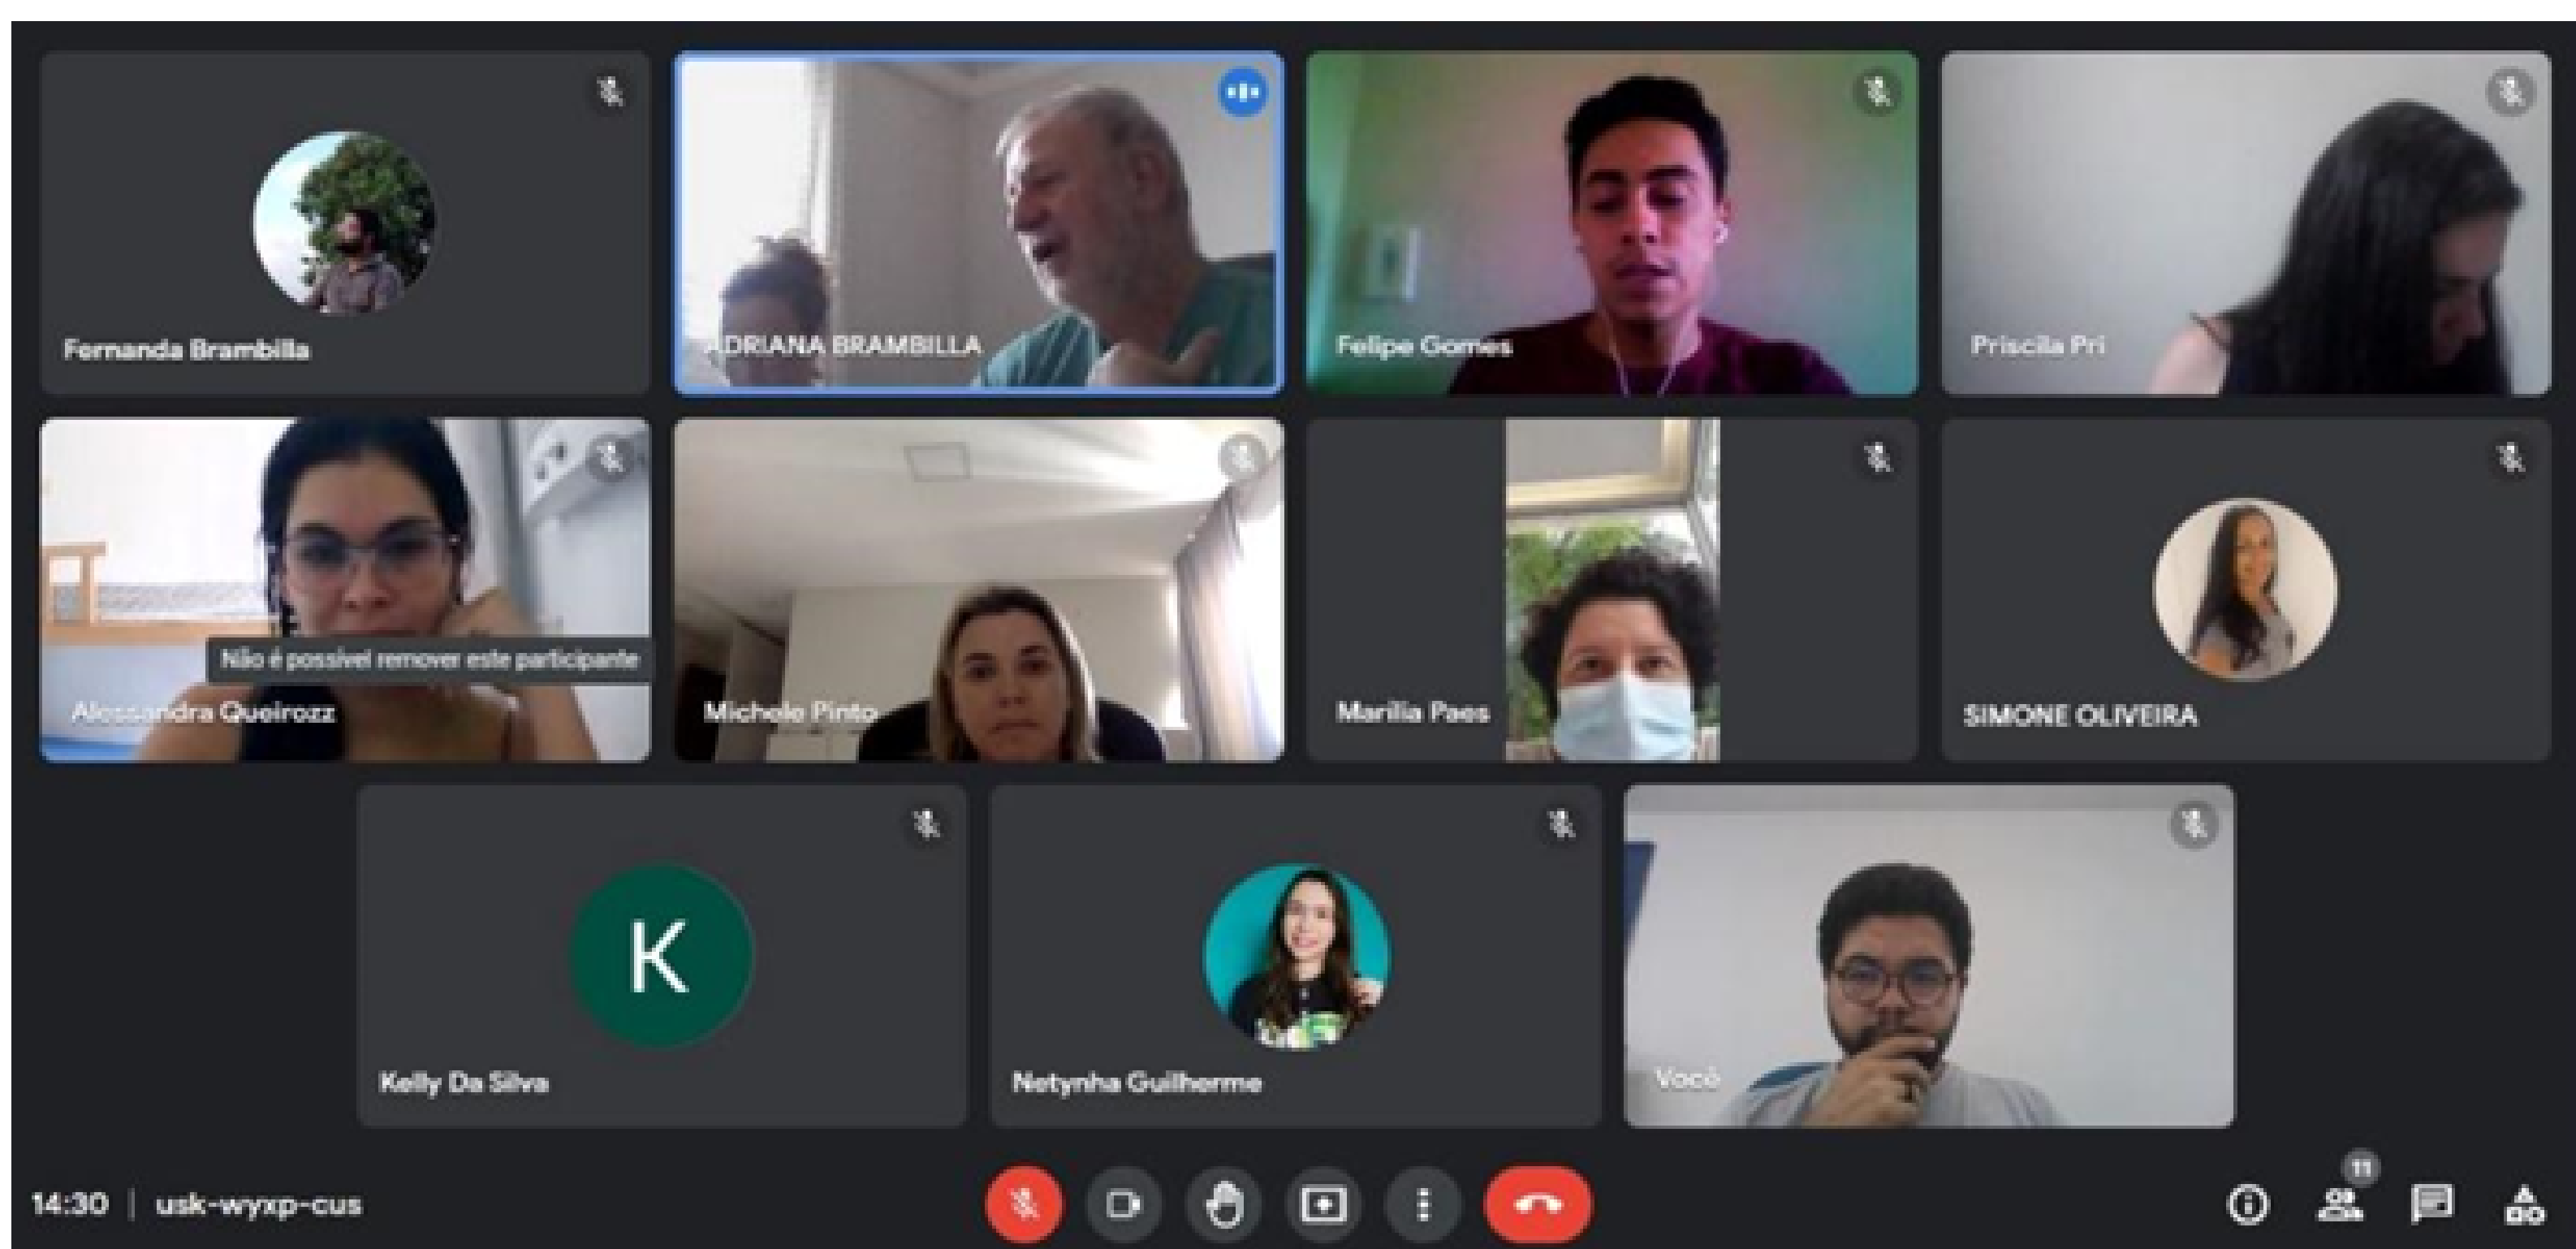 Fernanda Brambilla
ADRIANA BRAMBILLA
Felipe Gomes
Priscila Pri
Não é possível remover este participante
Alessandra Queirozz
Michele Pinto
Marilia Paes
SIMONE OLIVEIRA
K
Kelly Da Silva
Netynha Guilherme
Você
14:30 | usk-wyxp-cus
11